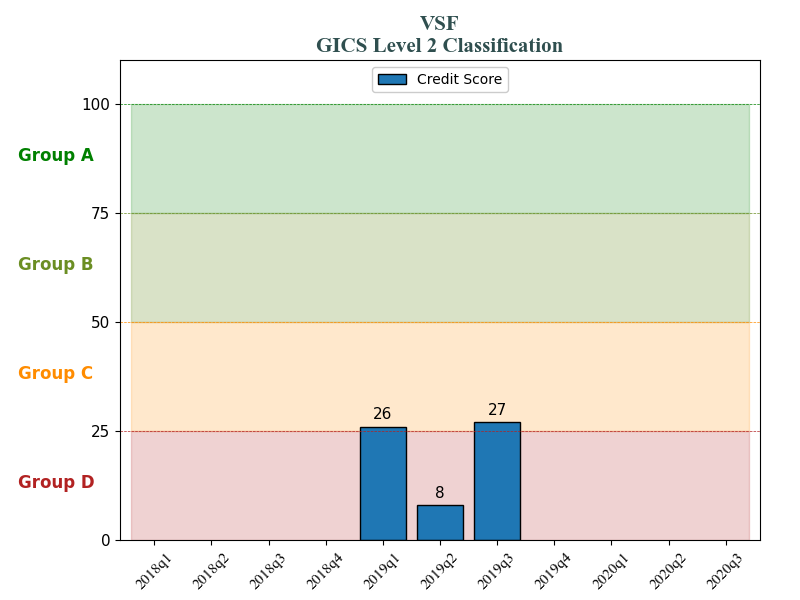 VSF
GICS Level 2 Classification
Credit Score
100
Group A
75
Group B
50
Group C
26
27
25
8
Group D
0
2018q1
2018q2
2018q3
2018q4
2019q1
2019q2
2019q3
2019q4
2020q1
2020q2
2020q3